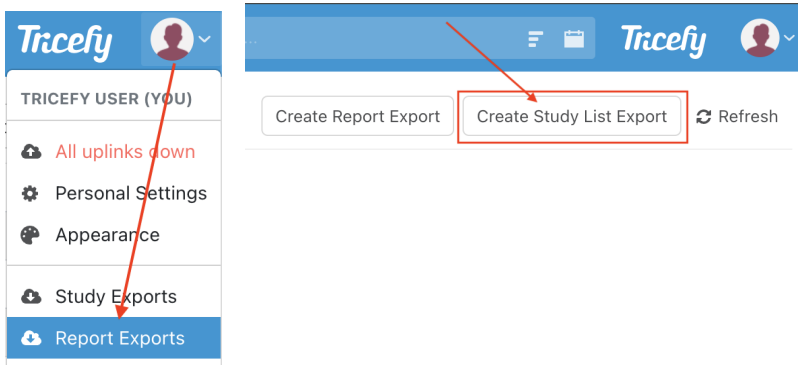 Tricefy
TRICEFY USER (YOU)
All uplinks down
Personal Settings
Appearance
Study Exports
Report Exports
...
Tricefy
Create Report Export
Create Study List Export
Refresh